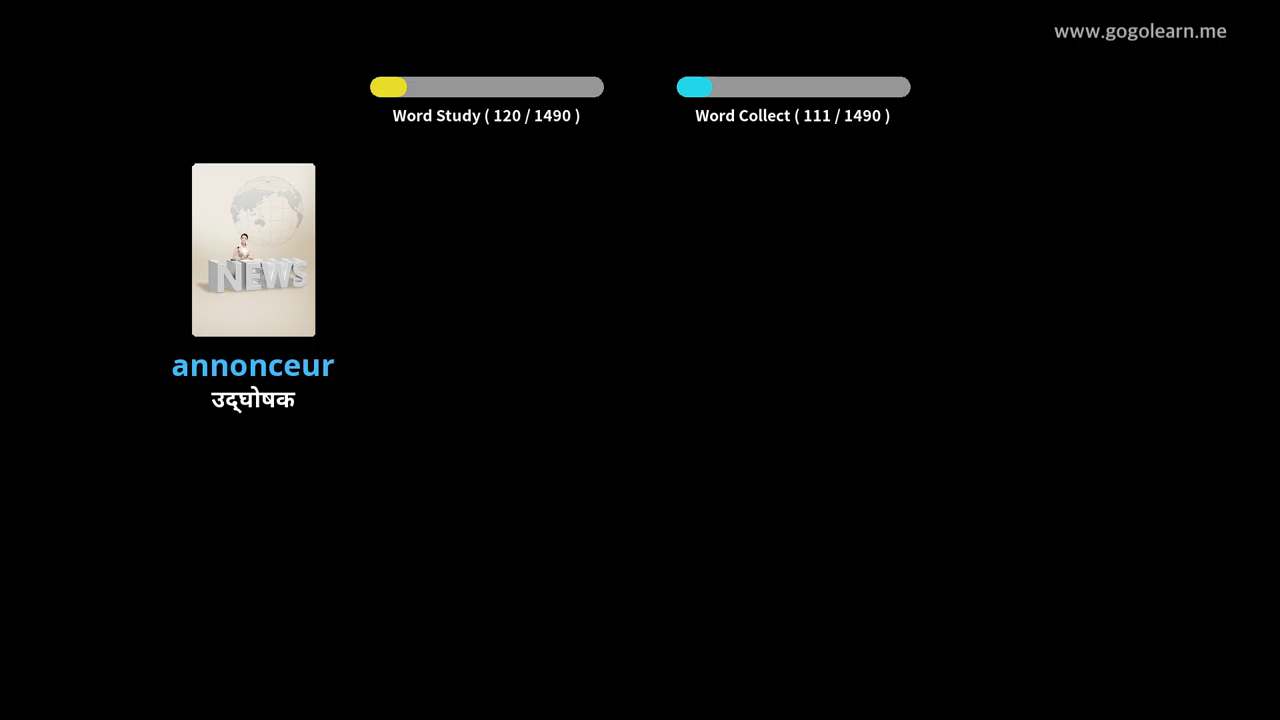 www.gogolearn.me
Word Study ( 120 / 1490 )
Word Collect ( 111 / 1490 )
NEWS
annonceur
उद्घोषक